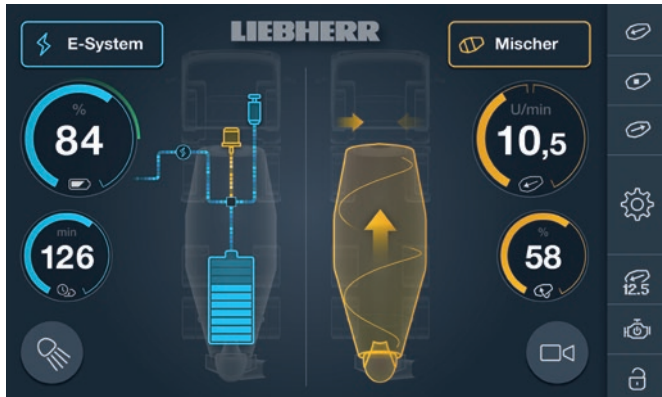 E-System
LIEBHERR
Mischer
%
84
U/min
10,5
min
126
%
58
12.5